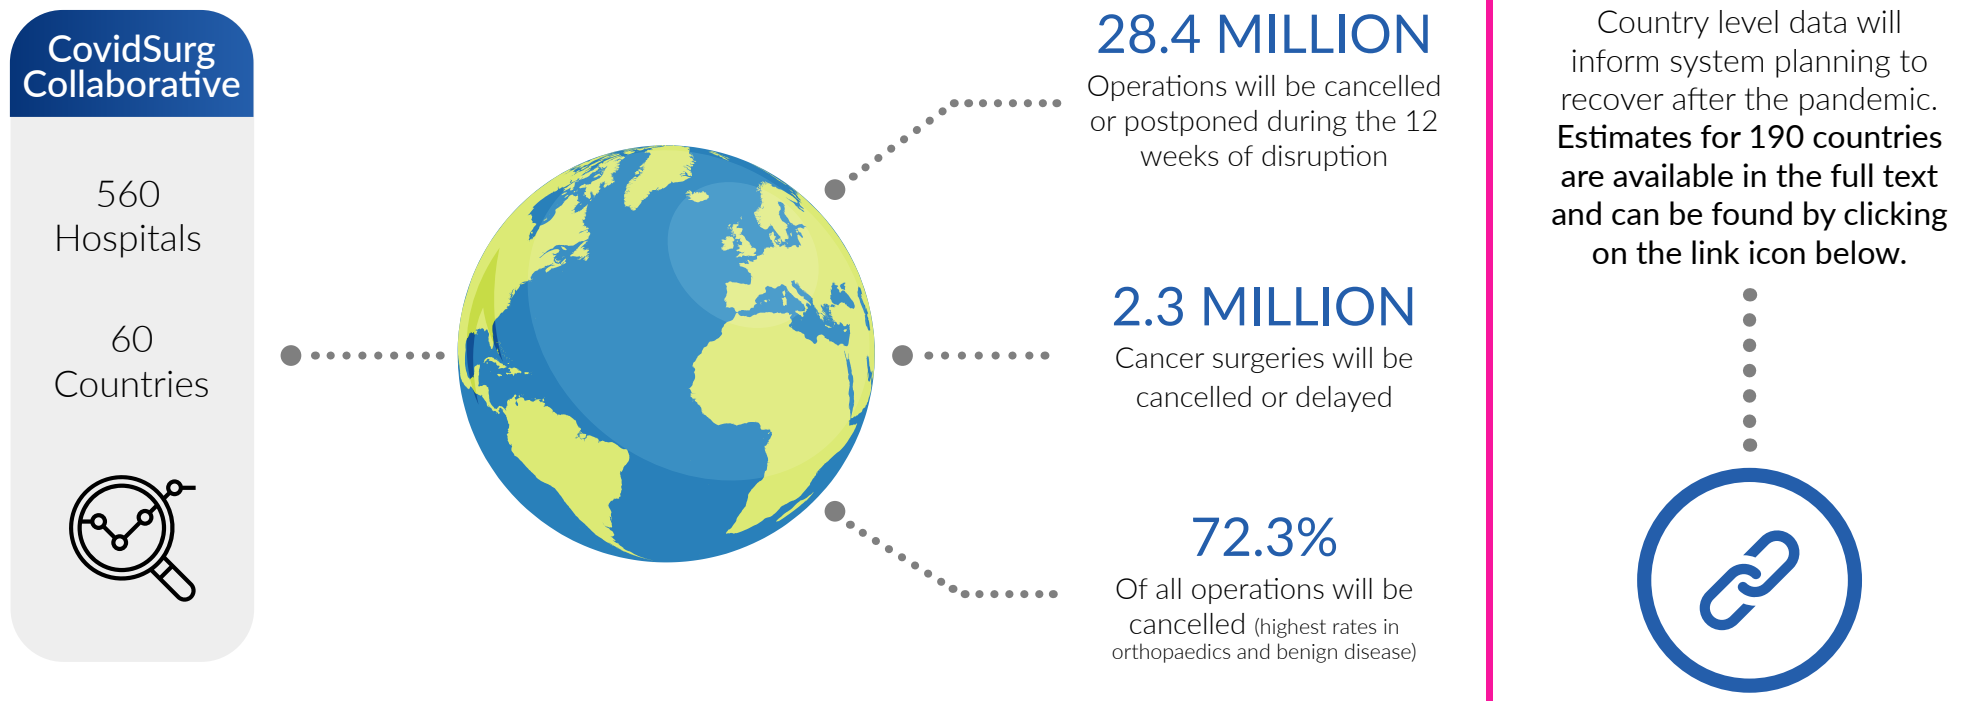 CovidSurg
Collaborative
560
Hospitals
60
Countries
28.4 MILLION
Operations will be cancelled
or postponed during the 12
weeks of disruption
2.3 MILLION
Cancer surgeries will be
cancelled or delayed
72.3%
Of all operations will be
cancelled (highest rates in
orthopaedics and benign disease)
Country level data will
inform system planning to
recover after the pandemic.
Estimates for 190 countries
are available in the full text
and can be found by clicking
on the link icon below.